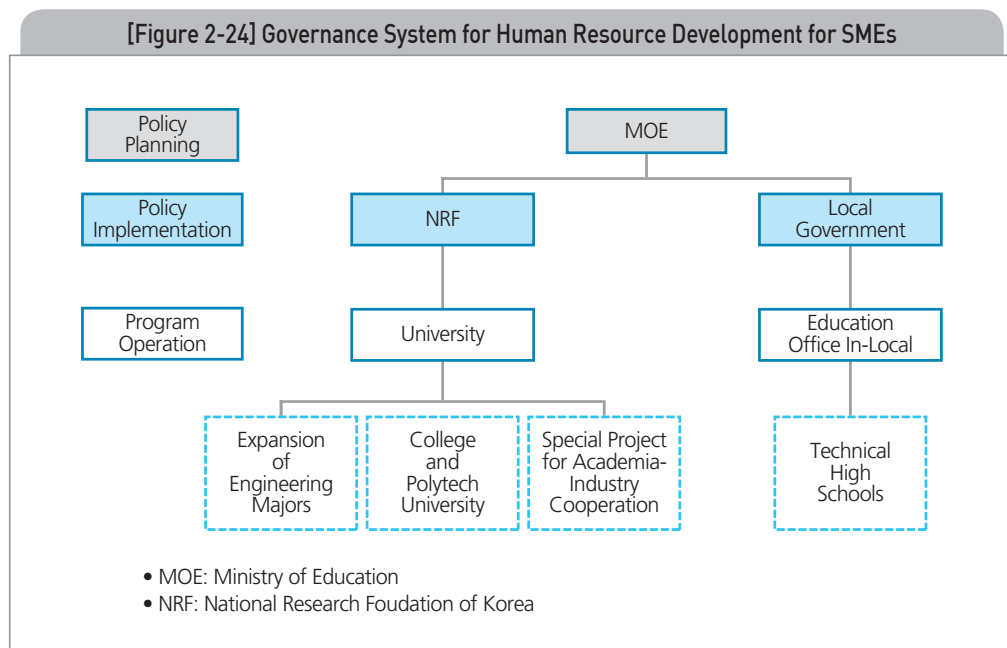 [Figure 2-24] Governance System for Human Resource Development for SMEs
Policy
Planning
MOE
Policy
Implementation
NRF
Local
Government
Program
Operation
University
Education
Office In-Local
Expansion
of
Engineering
Majors
College
and
Polytech
University
Special Project
for Academia-
Industry
Cooperation
Technical
High
Schools
• MOE: Ministry of Education
• NRF: National Research Foudation of Korea